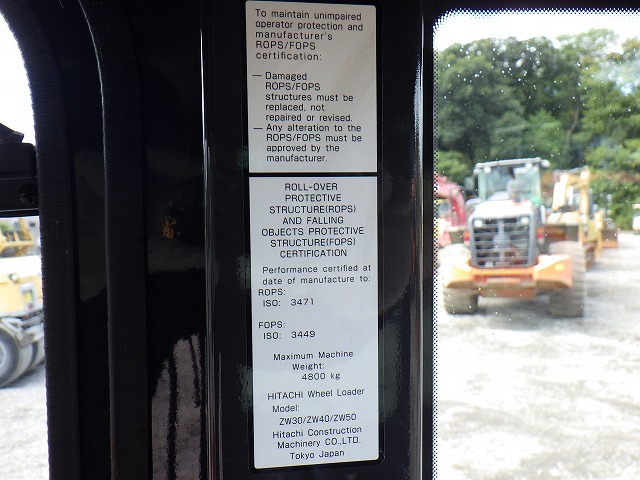 To maintain unimpaired
operator protection and
manufacturer's
ROPS/FOPS
certification:
— Damaged
ROPS/FOPS
structures must be
replaced, not
repaired or revised.
— Any alteration to the
ROPS/FOPS must be
approved by the
manufacturer.
ROLL-OVER
PROTECTIVE
STRUCTURE(ROPS)
AND FALLING
OBJECTS PROTECTIVE
STRUCTURE(FOPS)
CERTIFICATION
Performance certified at
date of manufacture to:
ROPS:
ISO: 3471
FOPS:
ISO: 3449
Maximum Machine
Weight:
4800 kg
HITACHI Wheel Loader
Model:
ZW30/ZW40/ZW50
Hitachi Construction
Machinery CO.,LTD.
Tokyo Japan